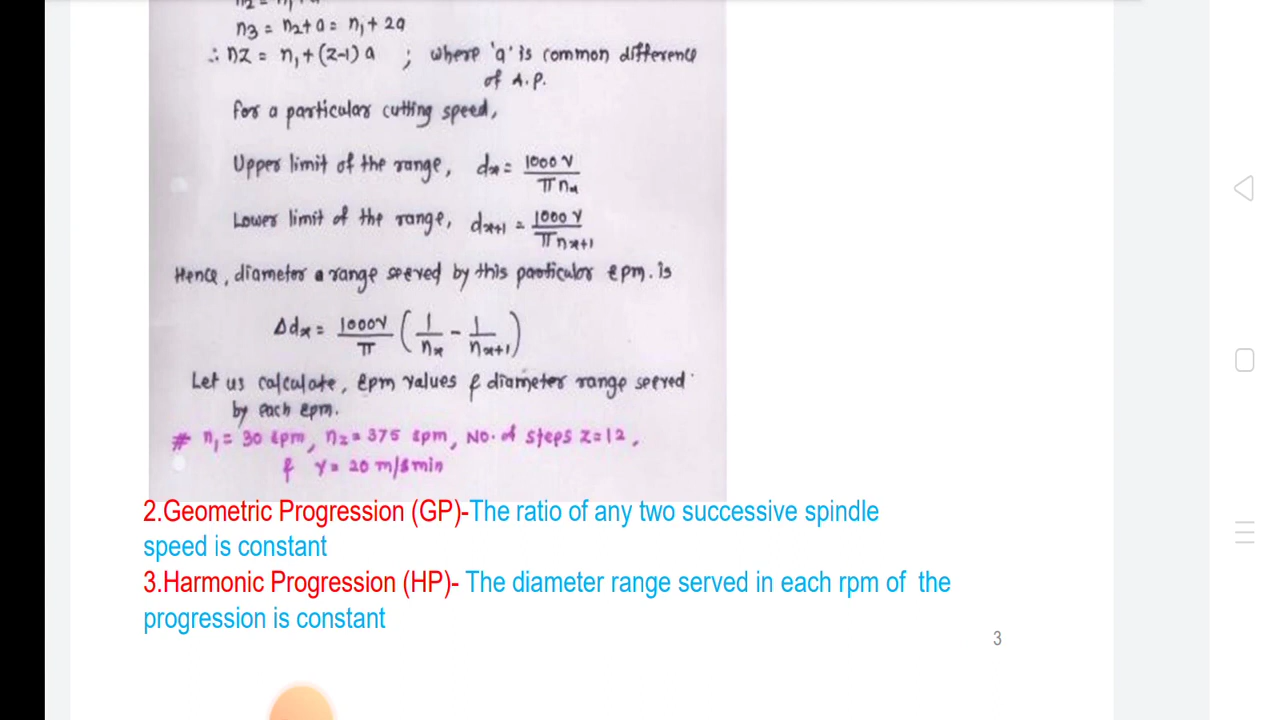 n3 = n2+a = n1 + 2a
∴ nz = n1 + (z-1) a ; where 'a' is common difference
of A.P.
for a particular cutting speed,
Upper limit of the range, dx = 1000 V / π nx
Lower limit of the range, dx+1 = 1000 V / π nx+1
Hence, diameter range served by this particular rpm. is
Δdx = 1000V / π ( 1 / nx - 1 / nx+1 )
Let us calculate, rpm values & diameter range served
by each rpm.
# n1 = 30 rpm, nz = 375 rpm, No. of steps z = 12,
& V = 20 m/min
2.Geometric Progression (GP)-The ratio of any two successive spindle
speed is constant
3.Harmonic Progression (HP)- The diameter range served in each rpm of the
progression is constant
3